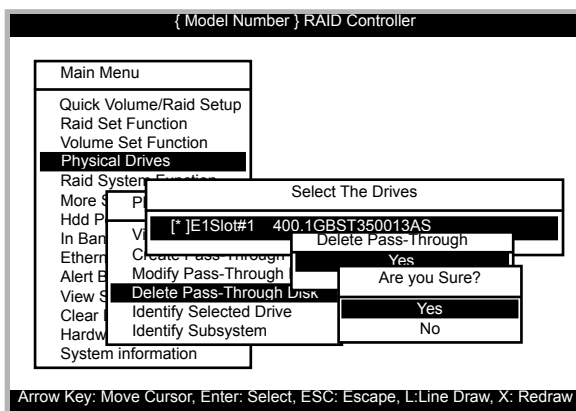 { Model Number } RAID Controller
Main Menu
Quick Volume/Raid Setup
Raid Set Function
Volume Set Function
Physical Drives
Raid System Function
More
Hdd
In Ban
Ethern
Alert B
View S
Clear
Hardw
System information
Vi
Create Pass-Through
Modify Pass-Through
Delete Pass-Through Disk
Identify Selected Drive
Identify Subsystem
Select The Drives
[* ]E1Slot#1 400.1GBST350013AS
Delete Pass-Through
Yes
Are you Sure?
Yes
No
Arrow Key: Move Cursor, Enter: Select, ESC: Escape, L:Line Draw, X: Redraw